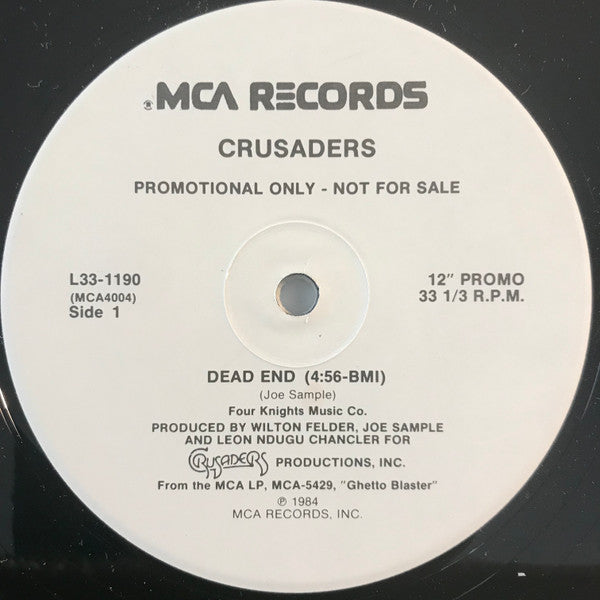 MCA RECORDS
CRUSADERS
PROMOTIONAL ONLY - NOT FOR SALE
L33-1190
(MCA4004)
Side 1
12" PROMO
33 1/3 R.P.M.
DEAD END (4:56-BMI)
(Joe Sample)
Four Knights Music Co.
PRODUCED BY WILTON FELDER, JOE SAMPLE
AND LEON NDUGU CHANCLER FOR
CRUSADERS PRODUCTIONS, INC.
From the MCA LP, MCA-5429, "Ghetto Blaster"
℗ 1984
MCA RECORDS, INC.